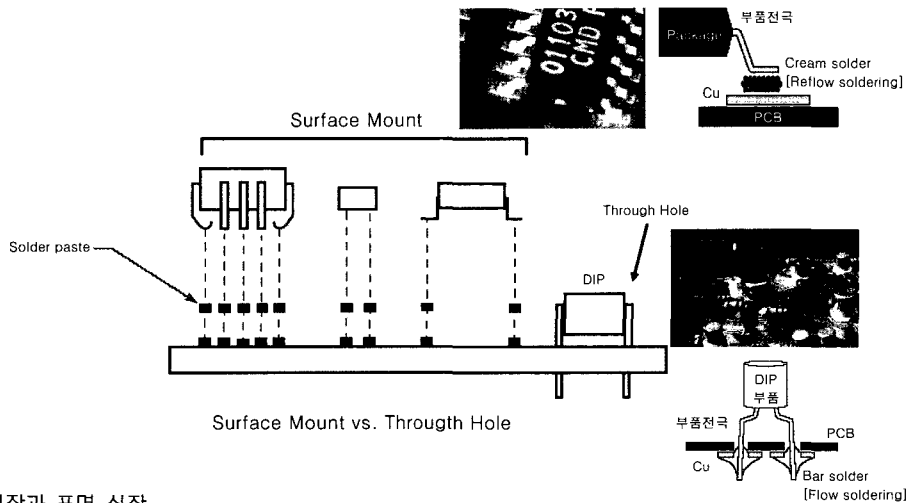 부품전극
Package
Cream solder
[Reflow soldering]
Cu
PCB
01103
CMD
Surface Mount
Solder paste
Through Hole
DIP
DIP
부품
부품전극
PCB
Cu
Bar solder
[Flow soldering]
Surface Mount vs. Througth Hole